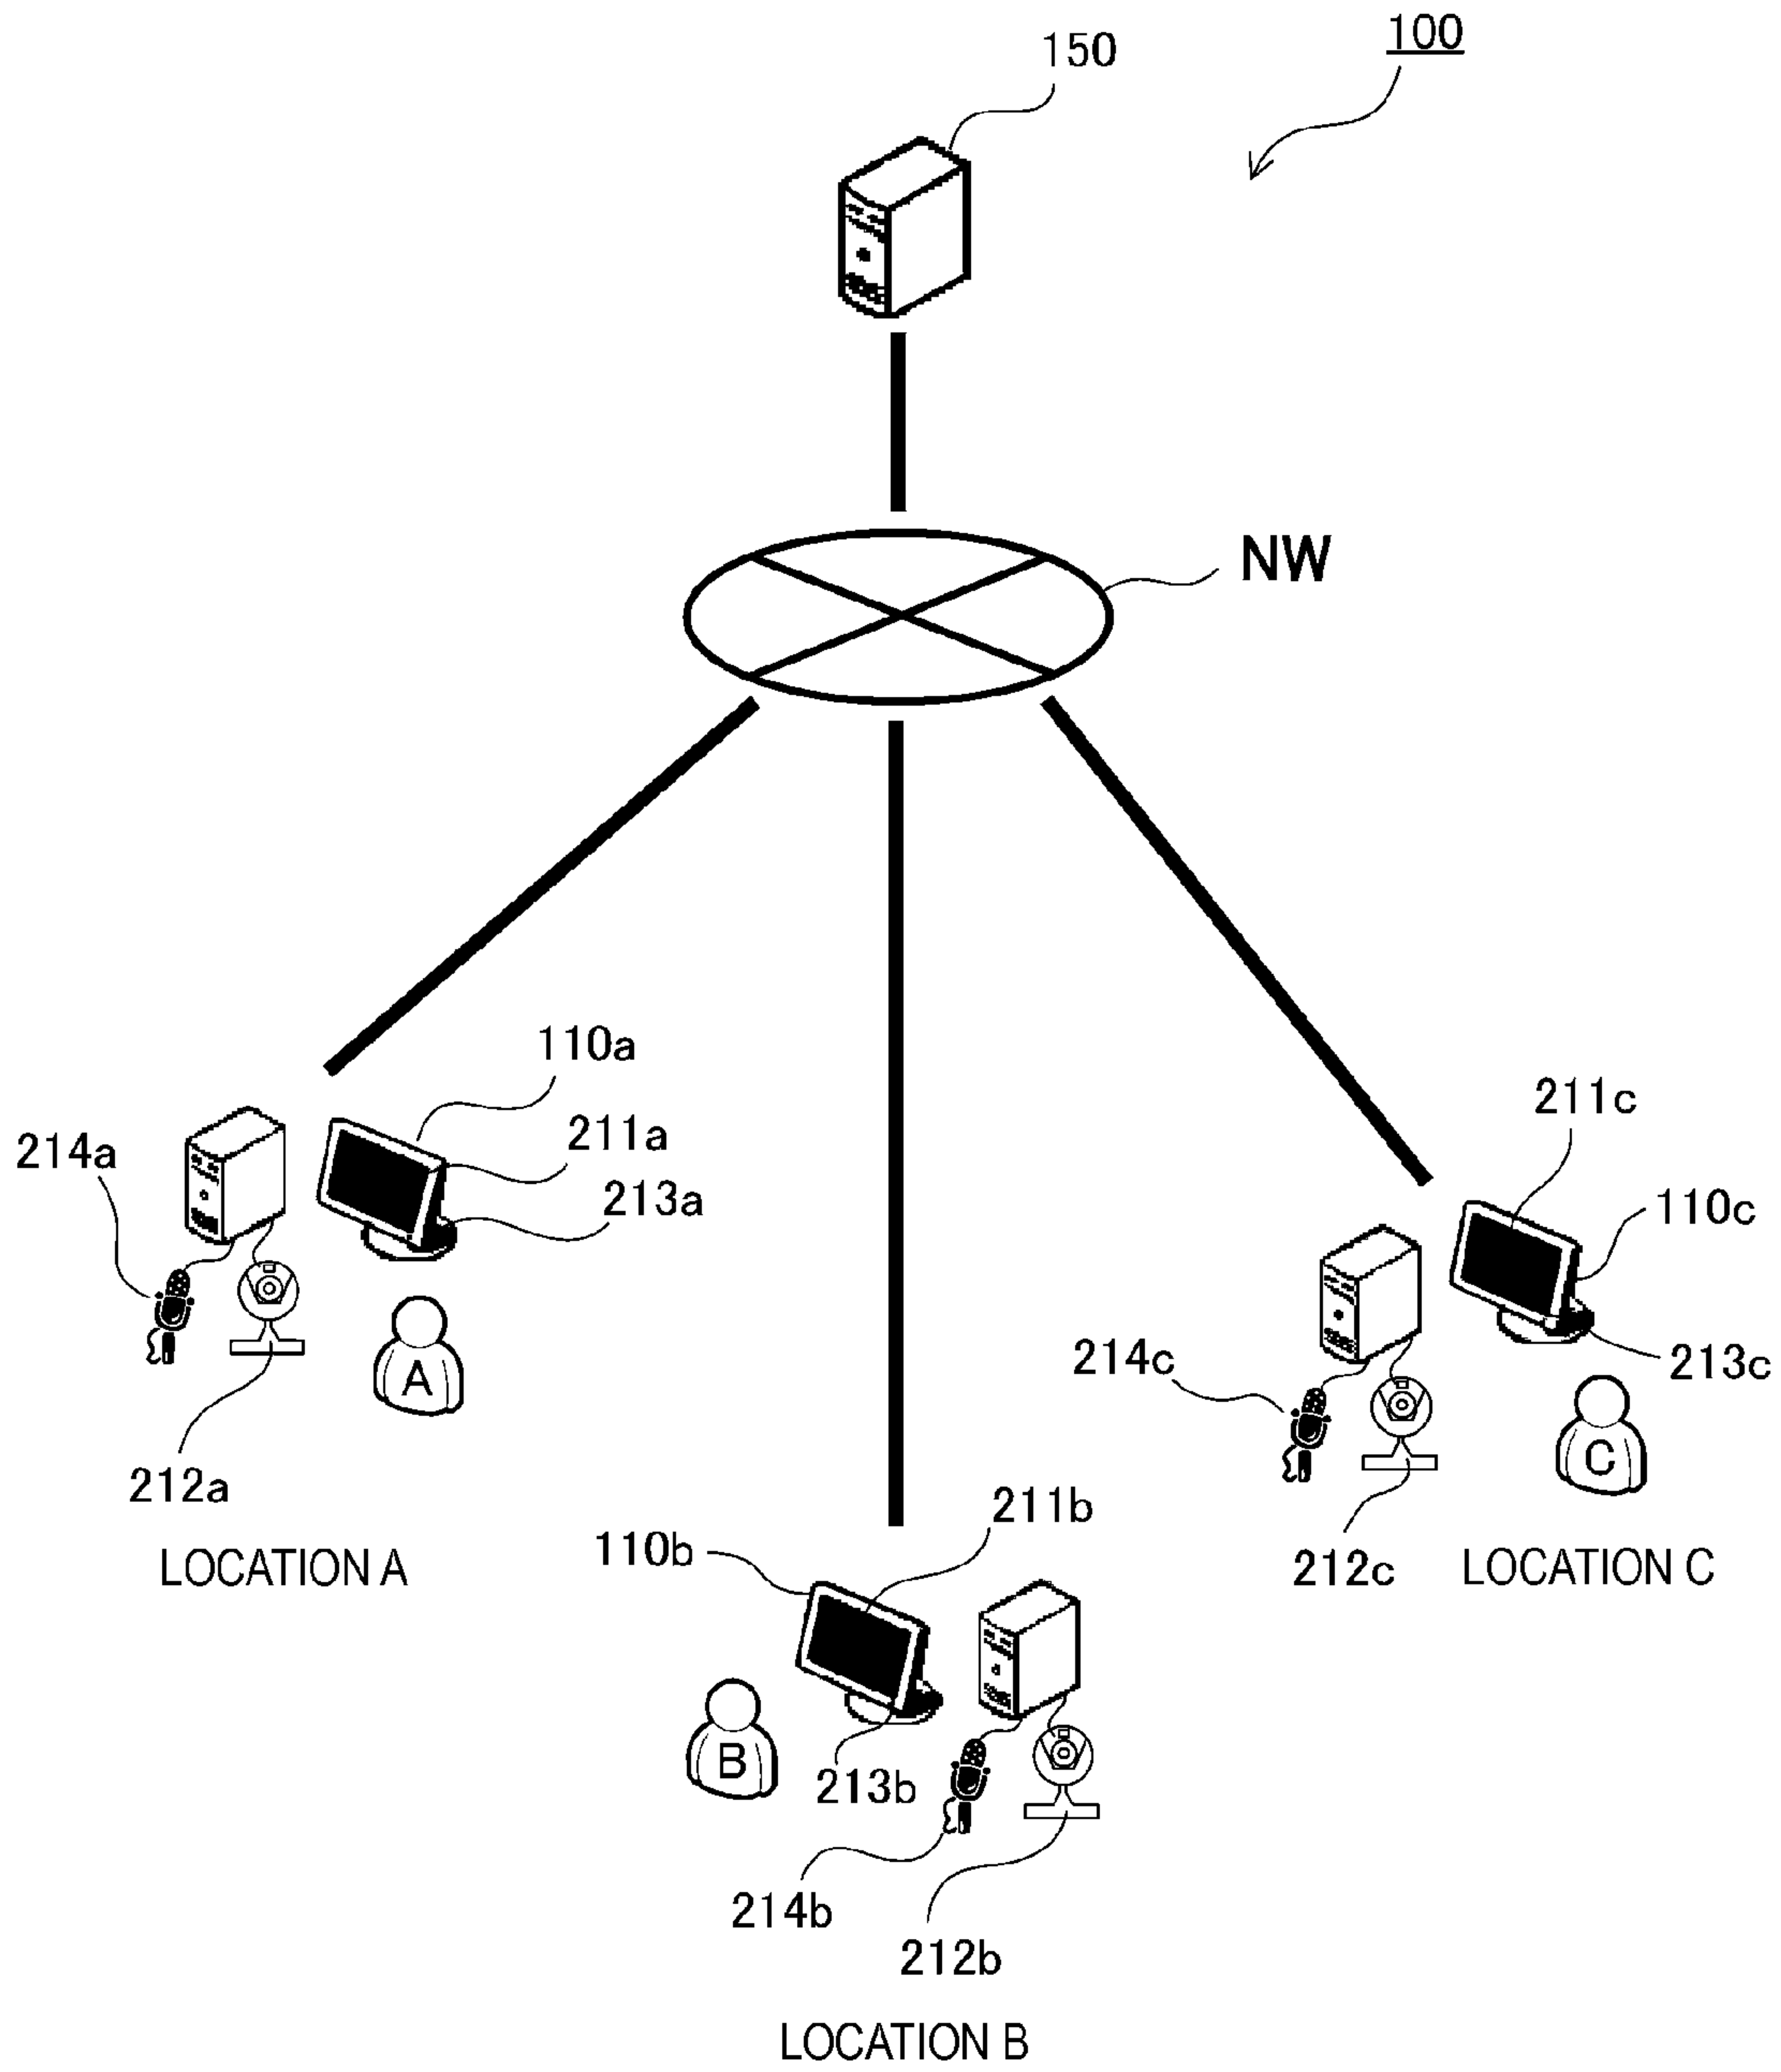 100
150
NW
110a
211a
214a
213a
A
212a
LOCATION A
211c
110c
214c
213c
C
212c
LOCATION C
211b
110b
B
213b
214b
212b
LOCATION B